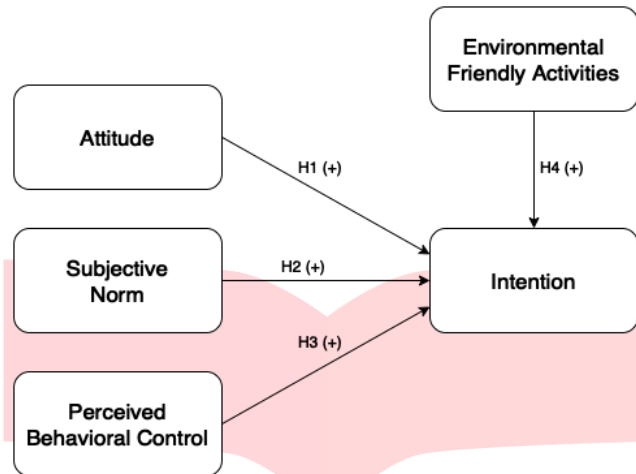 Environmental
Friendly Activities
Attitude
H1 (+)
H4 (+)
Subjective
Norm
H2 (+)
Intention
H3 (+)
Perceived
Behavioral Control